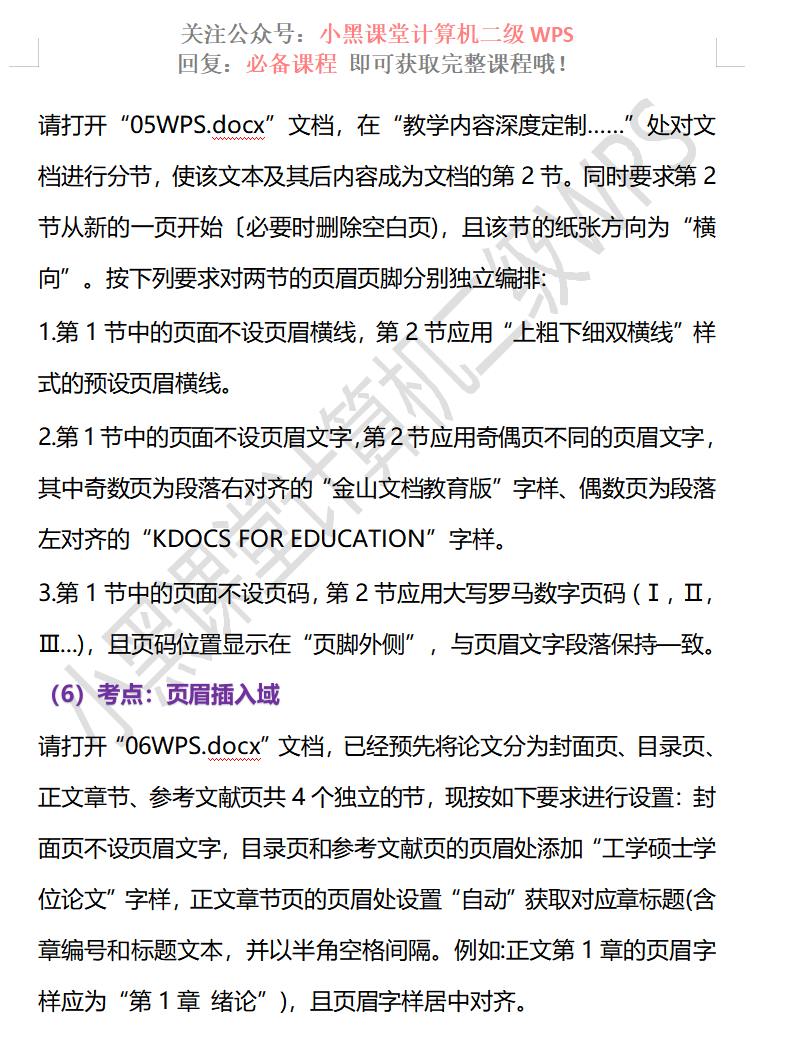 关注公众号：小黑课堂计算机二级 WPS
回复：必备课程 即可获取完整课程哦！
请打开“05WPS.docx”文档，在“教学内容深度定制……”处对文
档进行分节，使该文本及其后内容成为文档的第 2 节。同时要求第 2
节从新的一页开始〔必要时删除空白页)，且该节的纸张方向为“横
向”。按下列要求对两节的页眉页脚分别独立编排：
1.第 1 节中的页面不设页眉横线，第 2 节应用“上粗下细双横线”样
式的预设页眉横线。
2.第 1 节中的页面不设页眉文字，第 2 节应用奇偶页不同的页眉文字，
其中奇数页为段落右对齐的“金山文档教育版”字样、偶数页为段落
左对齐的“KDOCS FOR EDUCATION”字样。
3.第 1 节中的页面不设页码，第 2 节应用大写罗马数字页码 (Ⅰ，Ⅱ，
Ⅲ...)，且页码位置显示在“页脚外侧”，与页眉文字段落保持一致。
（6）考点：页眉插入域
请打开“06WPS.docx”文档，已经预先将论文分为封面页、目录页、
正文章节、参考文献页共 4 个独立的节，现按如下要求进行设置：封
面页不设页眉文字，目录页和参考文献页的页眉处添加“工学硕士学
位论文”字样，正文章节页的页眉处设置“自动”获取对应章标题(含
章编号和标题文本，并以半角空格间隔。例如:正文第 1 章的页眉字
样应为“第 1 章 绪论”)，且页眉字样居中对齐。
小黑课堂计算机二级WPS